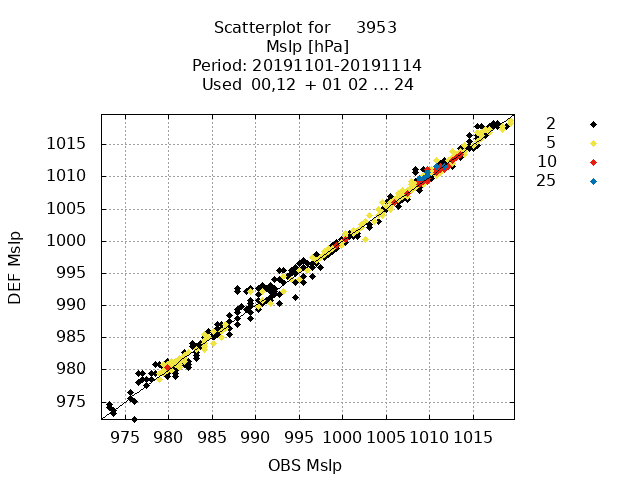 Scatterplot for 3953
Mslp [hPa]
Period: 20191101-20191114
Used 00,12 + 01 02 ... 24
2
5
10
25
1015
1010
1005
1000
995
990
985
980
975
DEF Mslp
975 980 985 990 995 1000 1005 1010 1015
OBS Mslp